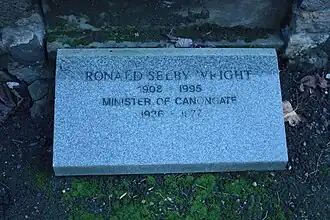 RONALD SELBY WRIGHT
1908 - 1995
MINISTER OF CANONGATE
1936 - 1977